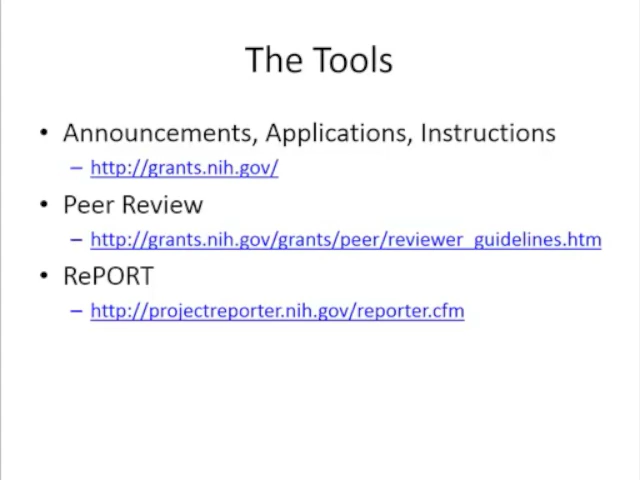 The Tools
• Announcements, Applications, Instructions
– http://grants.nih.gov/
• Peer Review
– http://grants.nih.gov/grants/peer/reviewer_guidelines.htm
• RePORT
– http://projectreporter.nih.gov/reporter.cfm